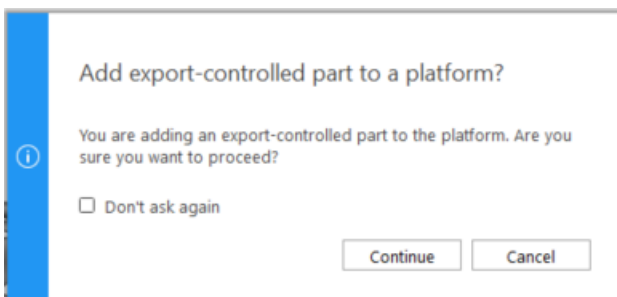 Add export-controlled part to a platform?
You are adding an export-controlled part to the platform. Are you
sure you want to proceed?
Don't ask again
Continue
Cancel